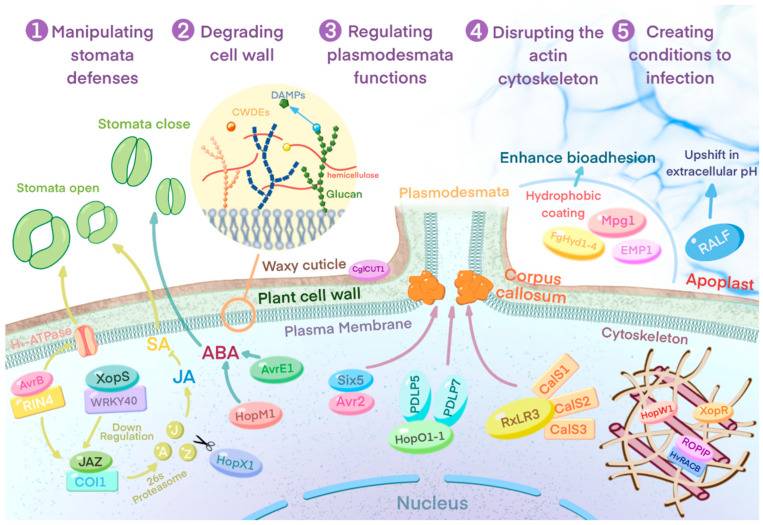 1 Manipulating
stomata
defenses
2 Degrading
cell wall
3 Regulating
plasmodesmata
functions
4 Disrupting the
actin
cytoskeleton
5 Creating
conditions to
infection
Stomata close
Stomata open
DAMPs
CWDEs
hemicellulose
Glucan
Plasmodesmata
Enhance bioadhesion
Hydrophobic
coating
Mpg1
FgHyd1-4
EMP1
Upshift in
extracellular pH
RALF
Apoplast
Waxy cuticle
CglCUT1
Plant cell wall
Plasma Membrane
Corpus
callosum
Cytoskeleton
H+-ATPase
SA
ABA
JA
AvrE1
HopM1
AvrB
RIN4
XopS
WRKY40
Down
Regulation
JAZ
COI1
J
A
Z
26s
Proteasome
HopX1
Six5
Avr2
PDLP5
PDLP7
HopO1-1
RxLR3
CalS1
CalS2
CalS3
HopW1
XopR
ROPIP
HvRACB
Nucleus